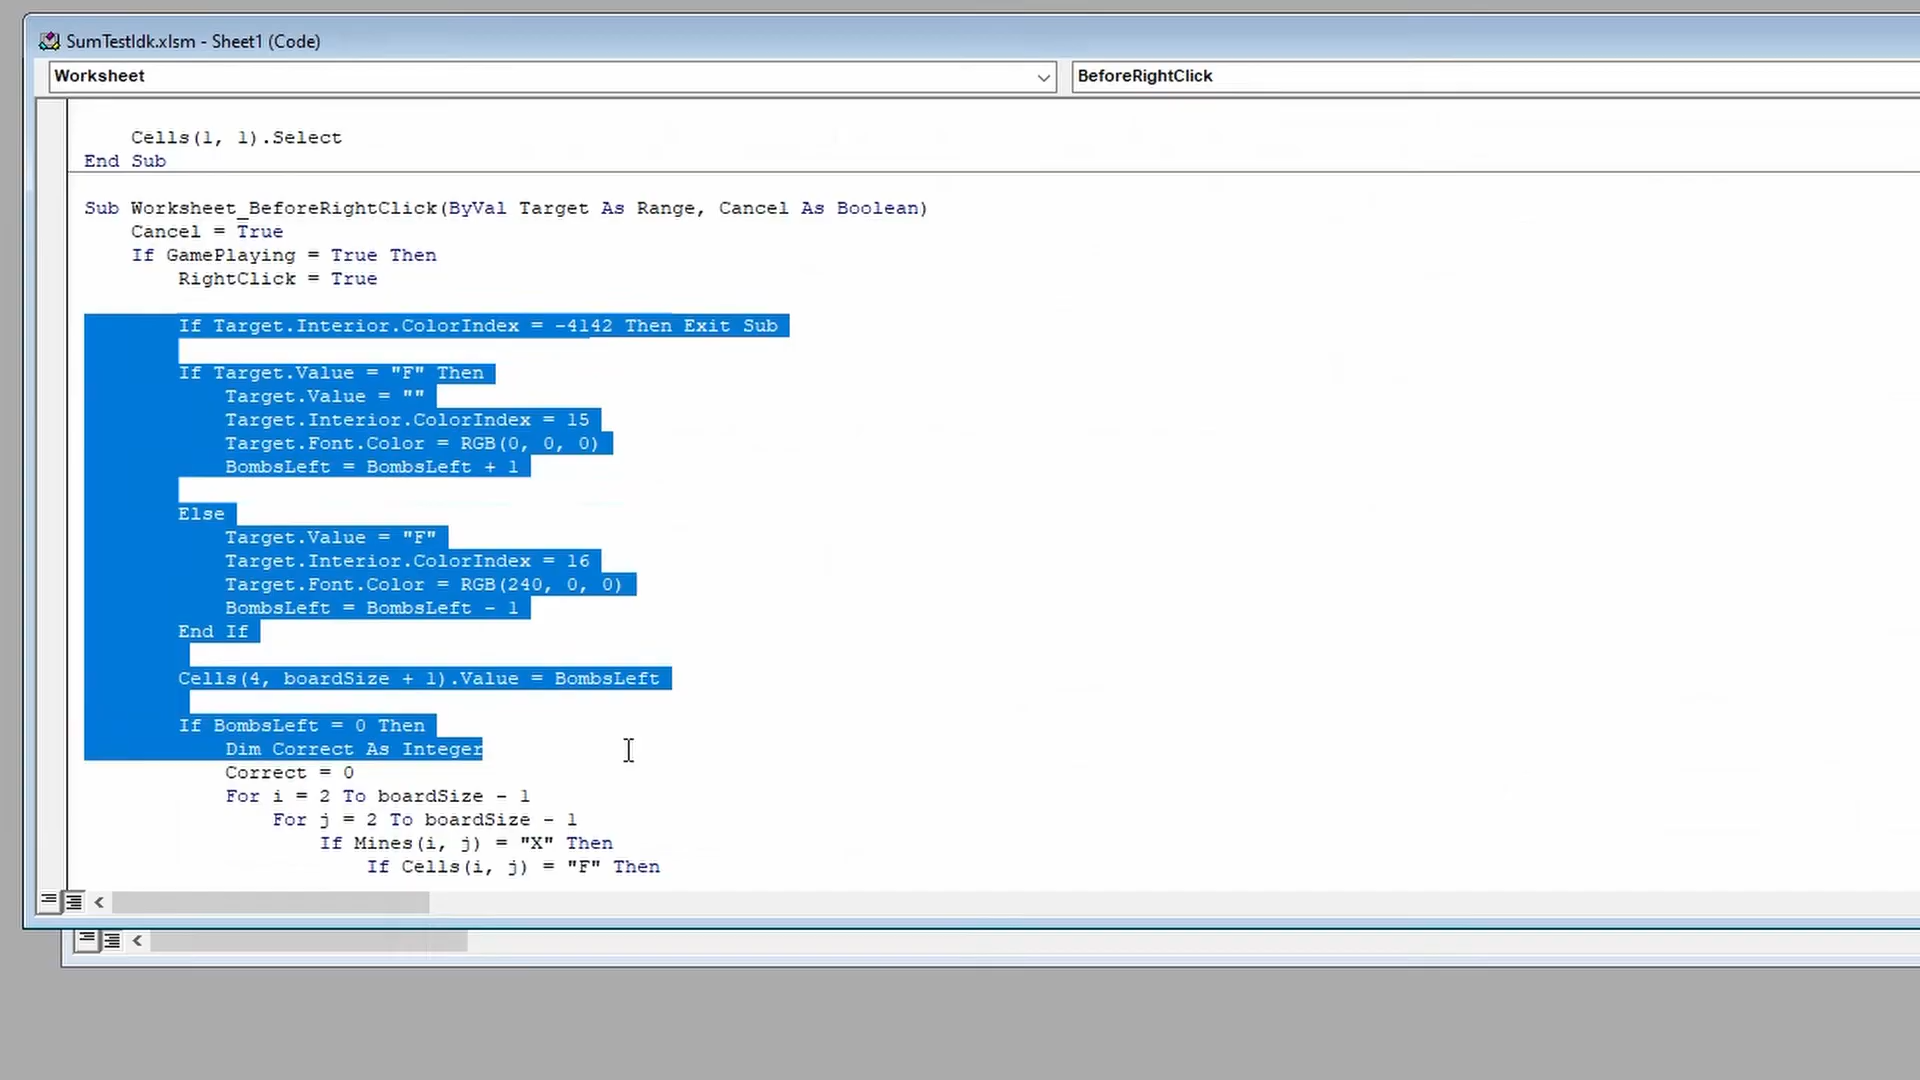 SumTestIdk.xlsm - Sheet1 (Code)
Worksheet
BeforeRightClick
Cells(1, 1).Select
End Sub
Sub Worksheet_BeforeRightClick(ByVal Target As Range, Cancel As Boolean)
Cancel = True
If GamePlaying = True Then
RightClick = True
If Target.Interior.ColorIndex = -4142 Then Exit Sub
If Target.Value = "F" Then
Target.Value = ""
Target.Interior.ColorIndex = 15
Target.Font.Color = RGB(0, 0, 0)
BombsLeft = BombsLeft + 1
Else
Target.Value = "F"
Target.Interior.ColorIndex = 16
Target.Font.Color = RGB(240, 0, 0)
BombsLeft = BombsLeft - 1
End If
Cells(4, boardSize + 1).Value = BombsLeft
If BombsLeft = 0 Then
Dim Correct As Integer
Correct = 0
For i = 2 To boardSize - 1
For j = 2 To boardSize - 1
If Mines(i, j) = "X" Then
If Cells(i, j) = "F" Then